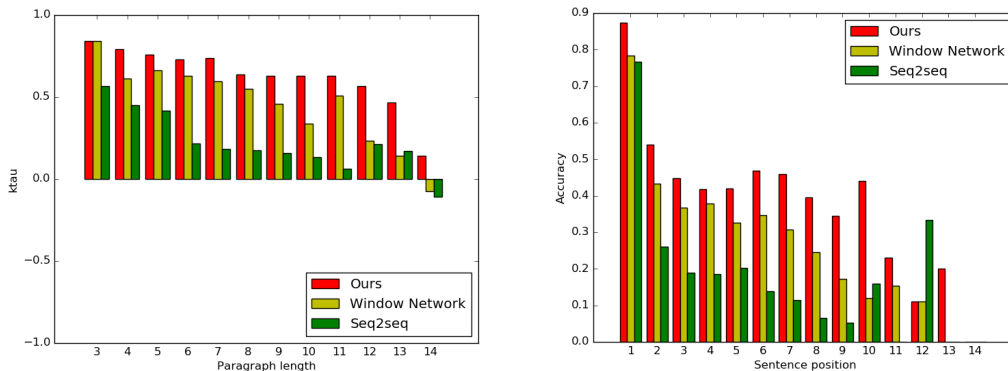 1.0
0.5
0.0
−0.5
−1.0
ktau
3 4 5 6 7 8 9 10 11 12 13 14
Paragraph length
Ours
Window Network
Seq2seq
0.9
0.8
0.7
0.6
0.5
0.4
0.3
0.2
0.1
0.0
Accuracy
1 2 3 4 5 6 7 8 9 10 11 12 13 14
Sentence position
Ours
Window Network
Seq2seq